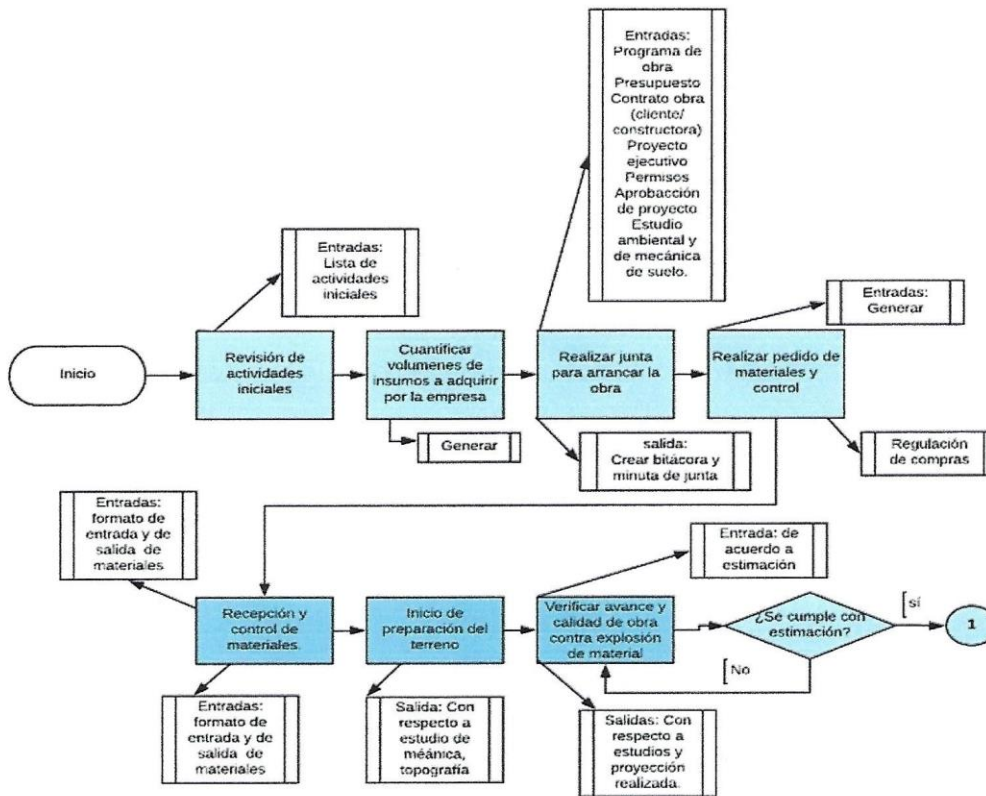 Entradas:
Programa de
obra
Presupuesto
Contrato obra
(cliente/
constructora)
Proyecto
ejecutivo
Permisos
Aprobacción
de proyecto
Estudio
ambiental y
de mecánica
de suelo.
Entradas:
Lista de
actividades
iniciales
Entradas:
Generar
Inicio
Revisión de
actividades
iniciales
Cuantificar
volumenes de
insumos a adquirir
por la empresa
Realizar junta
para arrancar la
obra
Realizar pedido de
materiales y
control
Generar
salida:
Crear bitácora y
minuta de junta
Regulación
de compras
Entradas:
formato de
entrada y de
salida de
materiales
Entrada: de
acuerdo a
estimación
Recepción y
control de
materiales.
Inicio de
preparación del
terreno
Verificar avance y
calidad de obra
contra explosión
de material
¿Se cumple con
estimación?
sí
1
No
Entradas:
formato de
entrada y de
salida de
materiales
Salida: Con
respecto a
estudio de
méánica,
topografía
Salidas: Con
respecto a
estudios y
proyección
realizada.